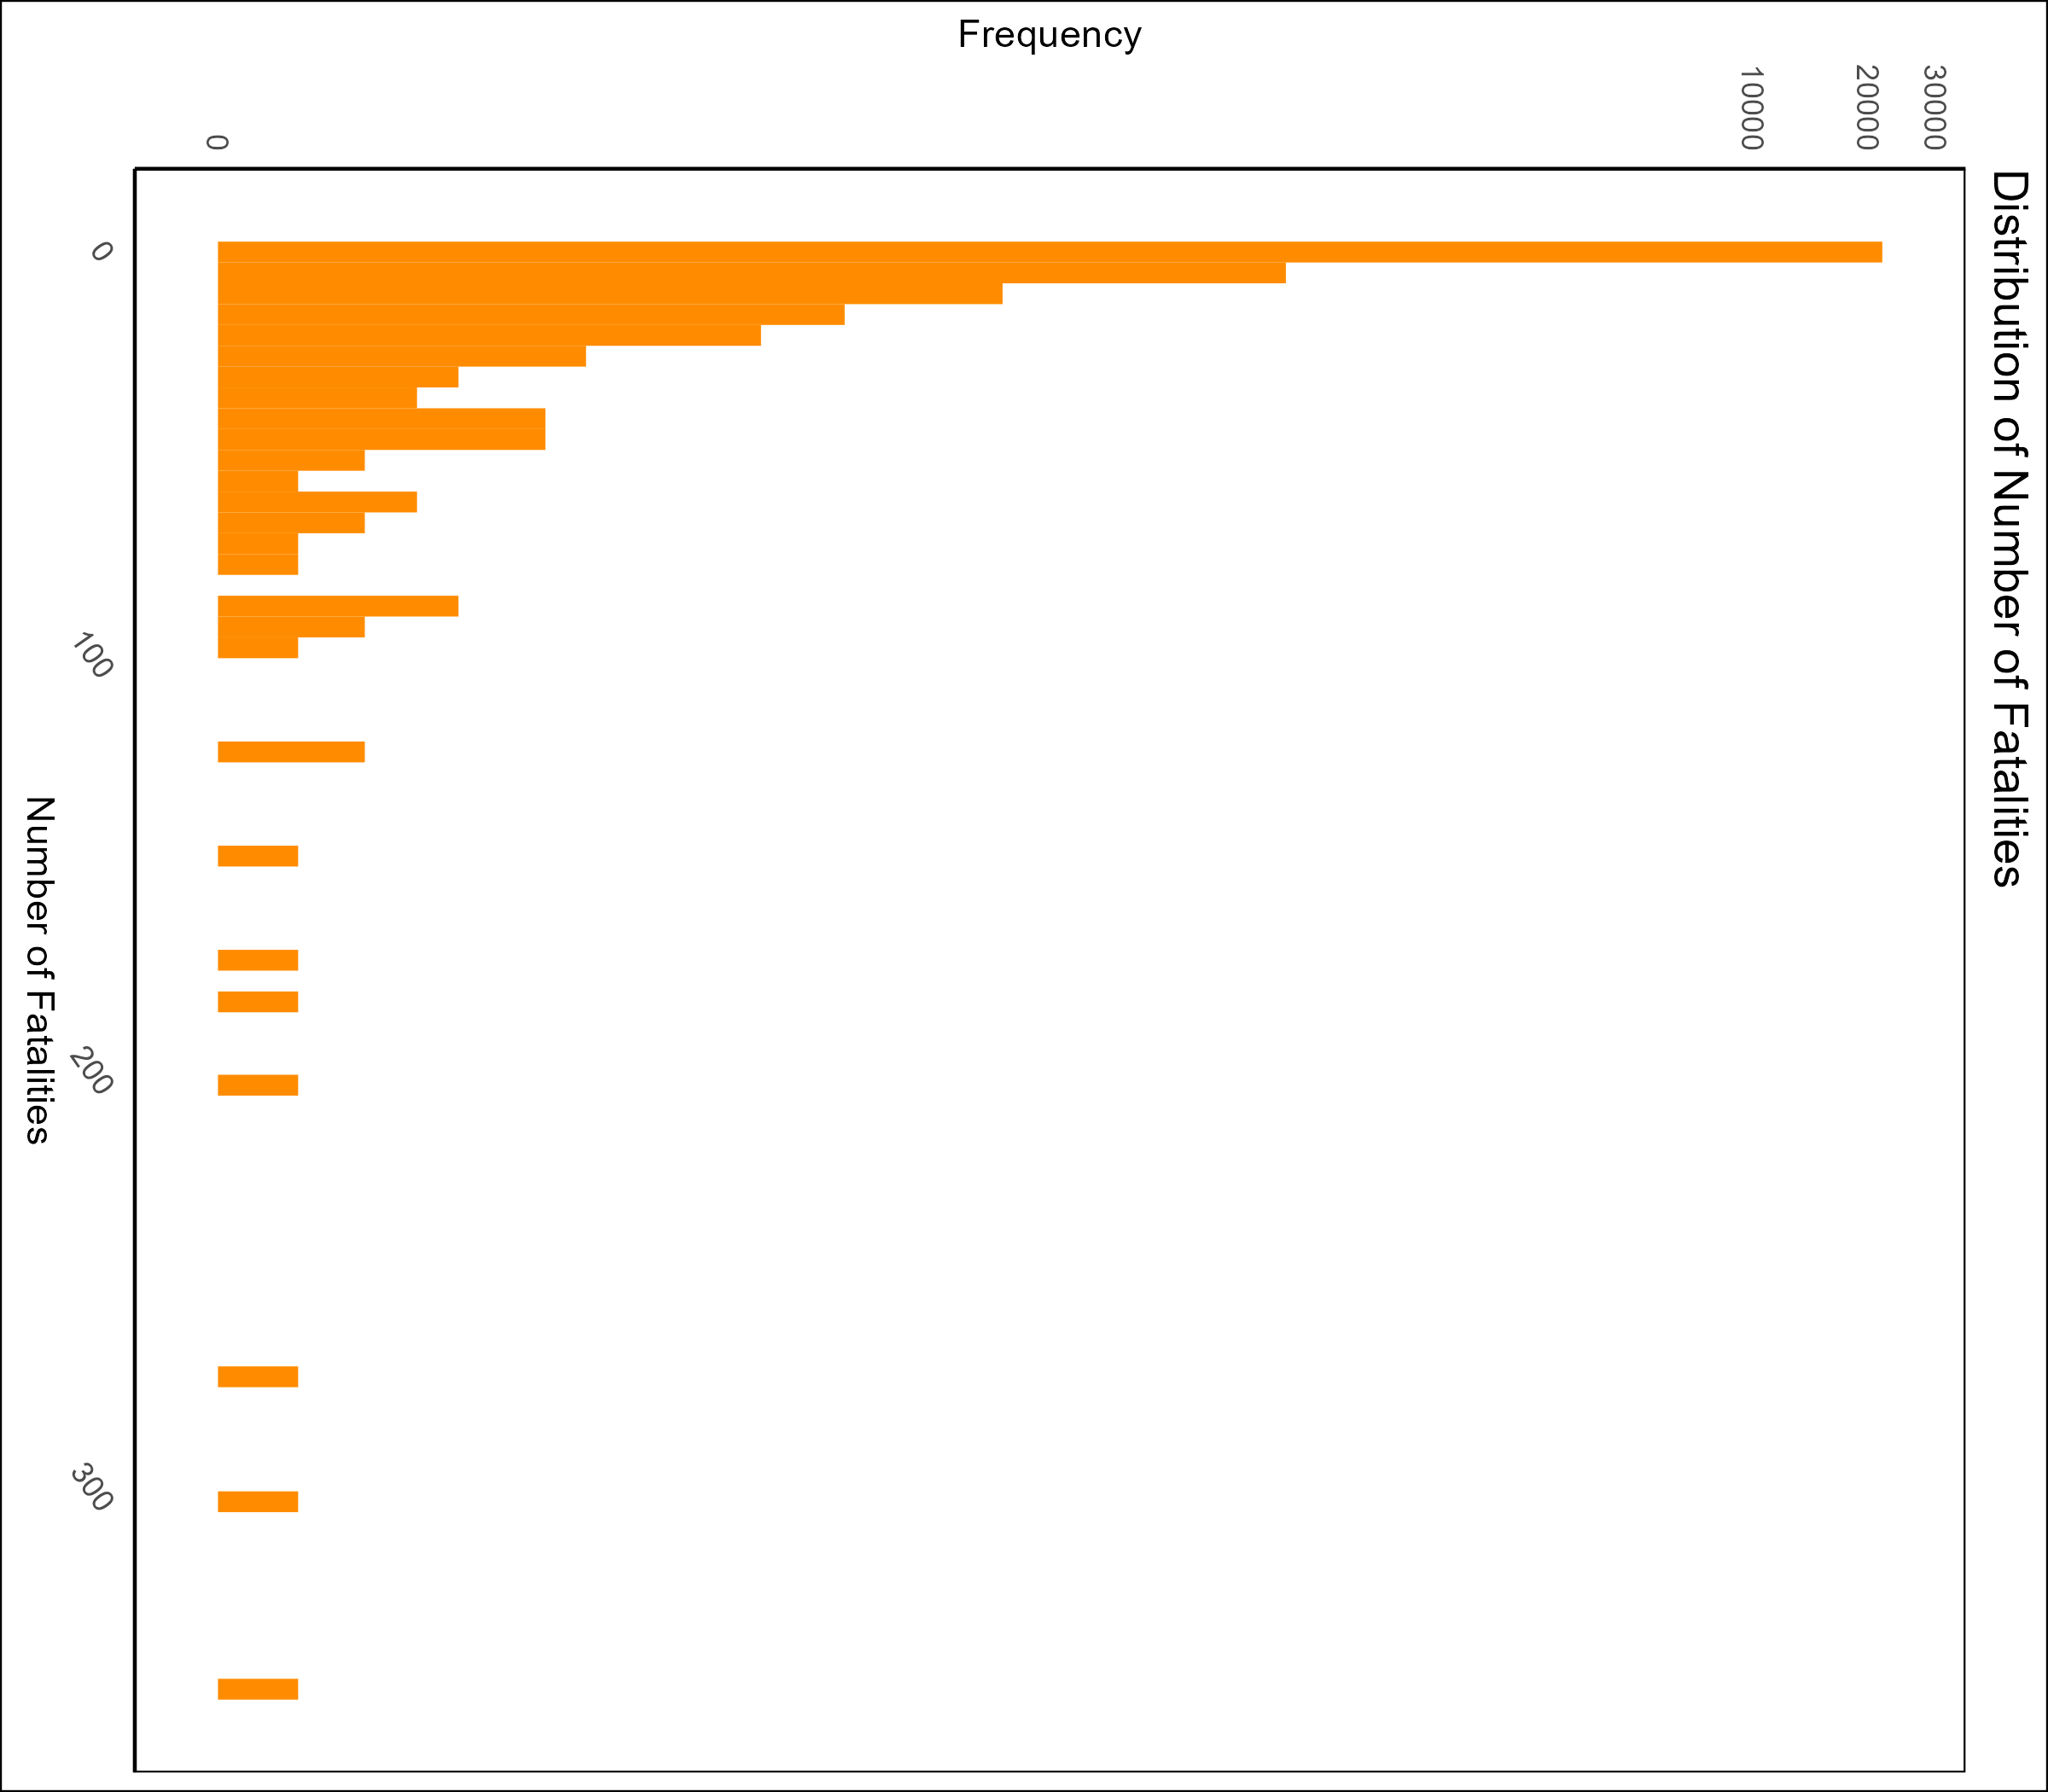 Distribution of Number of Fatalities
Frequency
30000
20000
10000
0
0
100
200
300
Number of Fatalities